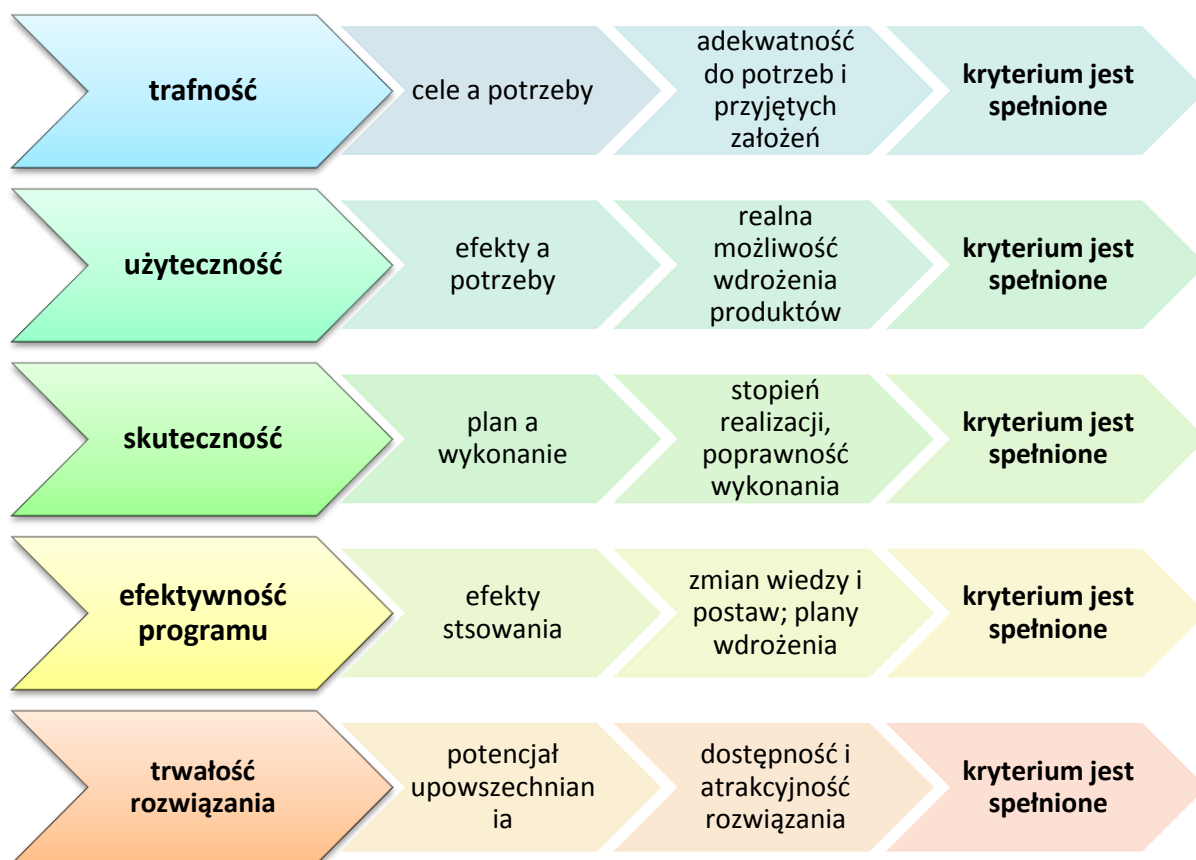 trafność
cele a potrzeby
adekwatność
do potrzeb i
przyjętych
założeń
kryterium jest
spełnione
użyteczność
efekty a
potrzeby
realna
możliwość
wdrożenia
produktów
kryterium jest
spełnione
skuteczność
plan a
wykonanie
stopień
realizacji,
poprawność
wykonania
kryterium jest
spełnione
efektywność
programu
efekty
stsowania
zmian wiedzy i
postaw; plany
wdrożenia
kryterium jest
spełnione
trwałość
rozwiązania
potencjał
upowszechnian
ia
dostępność i
atrakcyjność
rozwiązania
kryterium jest
spełnione